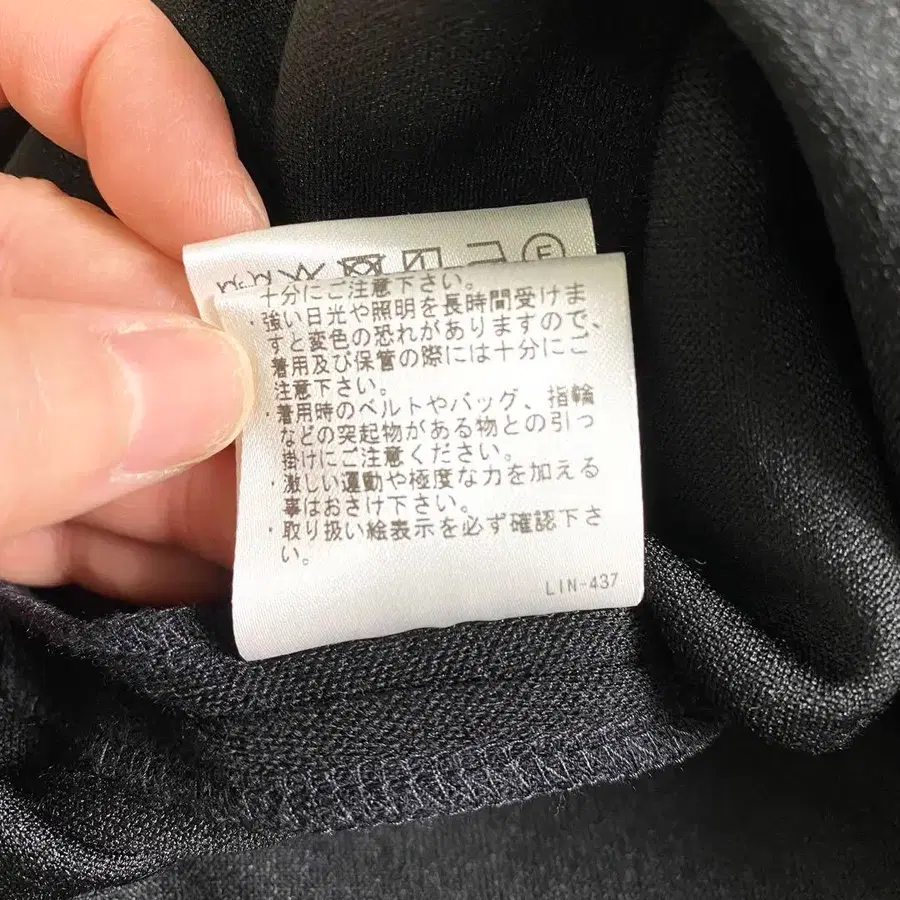 F
十分にご注意下さい。
・強い日光や照明を長時間受けま
すと変色の恐れがありますので、
着用及び保管の際には十分にご
注意下さい。
・着用時のベルトやバッグ、指輪
などの突起物がある物との引っ
掛けにご注意ください。
・激しい運動や極度な力を加える
事はおさけ下さい。
・取り扱い絵表示を必ず確認下さ
い。
LIN-437